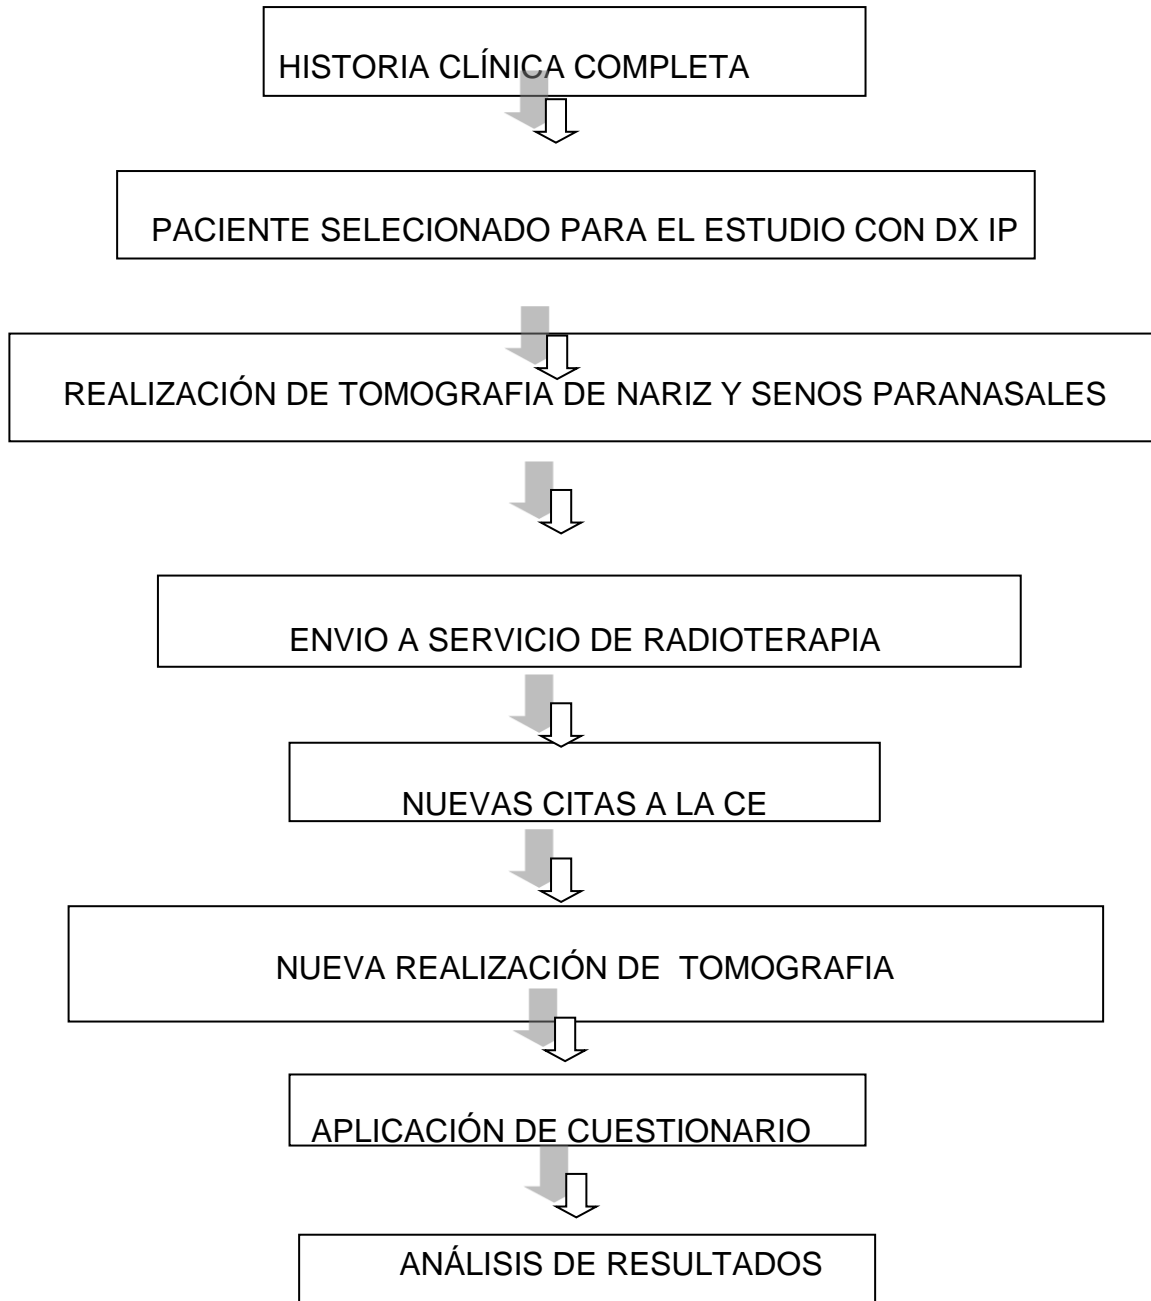 HISTORIA CLÍNICA COMPLETA
PACIENTE SELECIONADO PARA EL ESTUDIO CON DX IP
REALIZACIÓN DE TOMOGRAFIA DE NARIZ Y SENOS PARANASALES
ENVIO A SERVICIO DE RADIOTERAPIA
NUEVAS CITAS A LA CE
NUEVA REALIZACIÓN DE TOMOGRAFIA
APLICACIÓN DE CUESTIONARIO
ANÁLISIS DE RESULTADOS